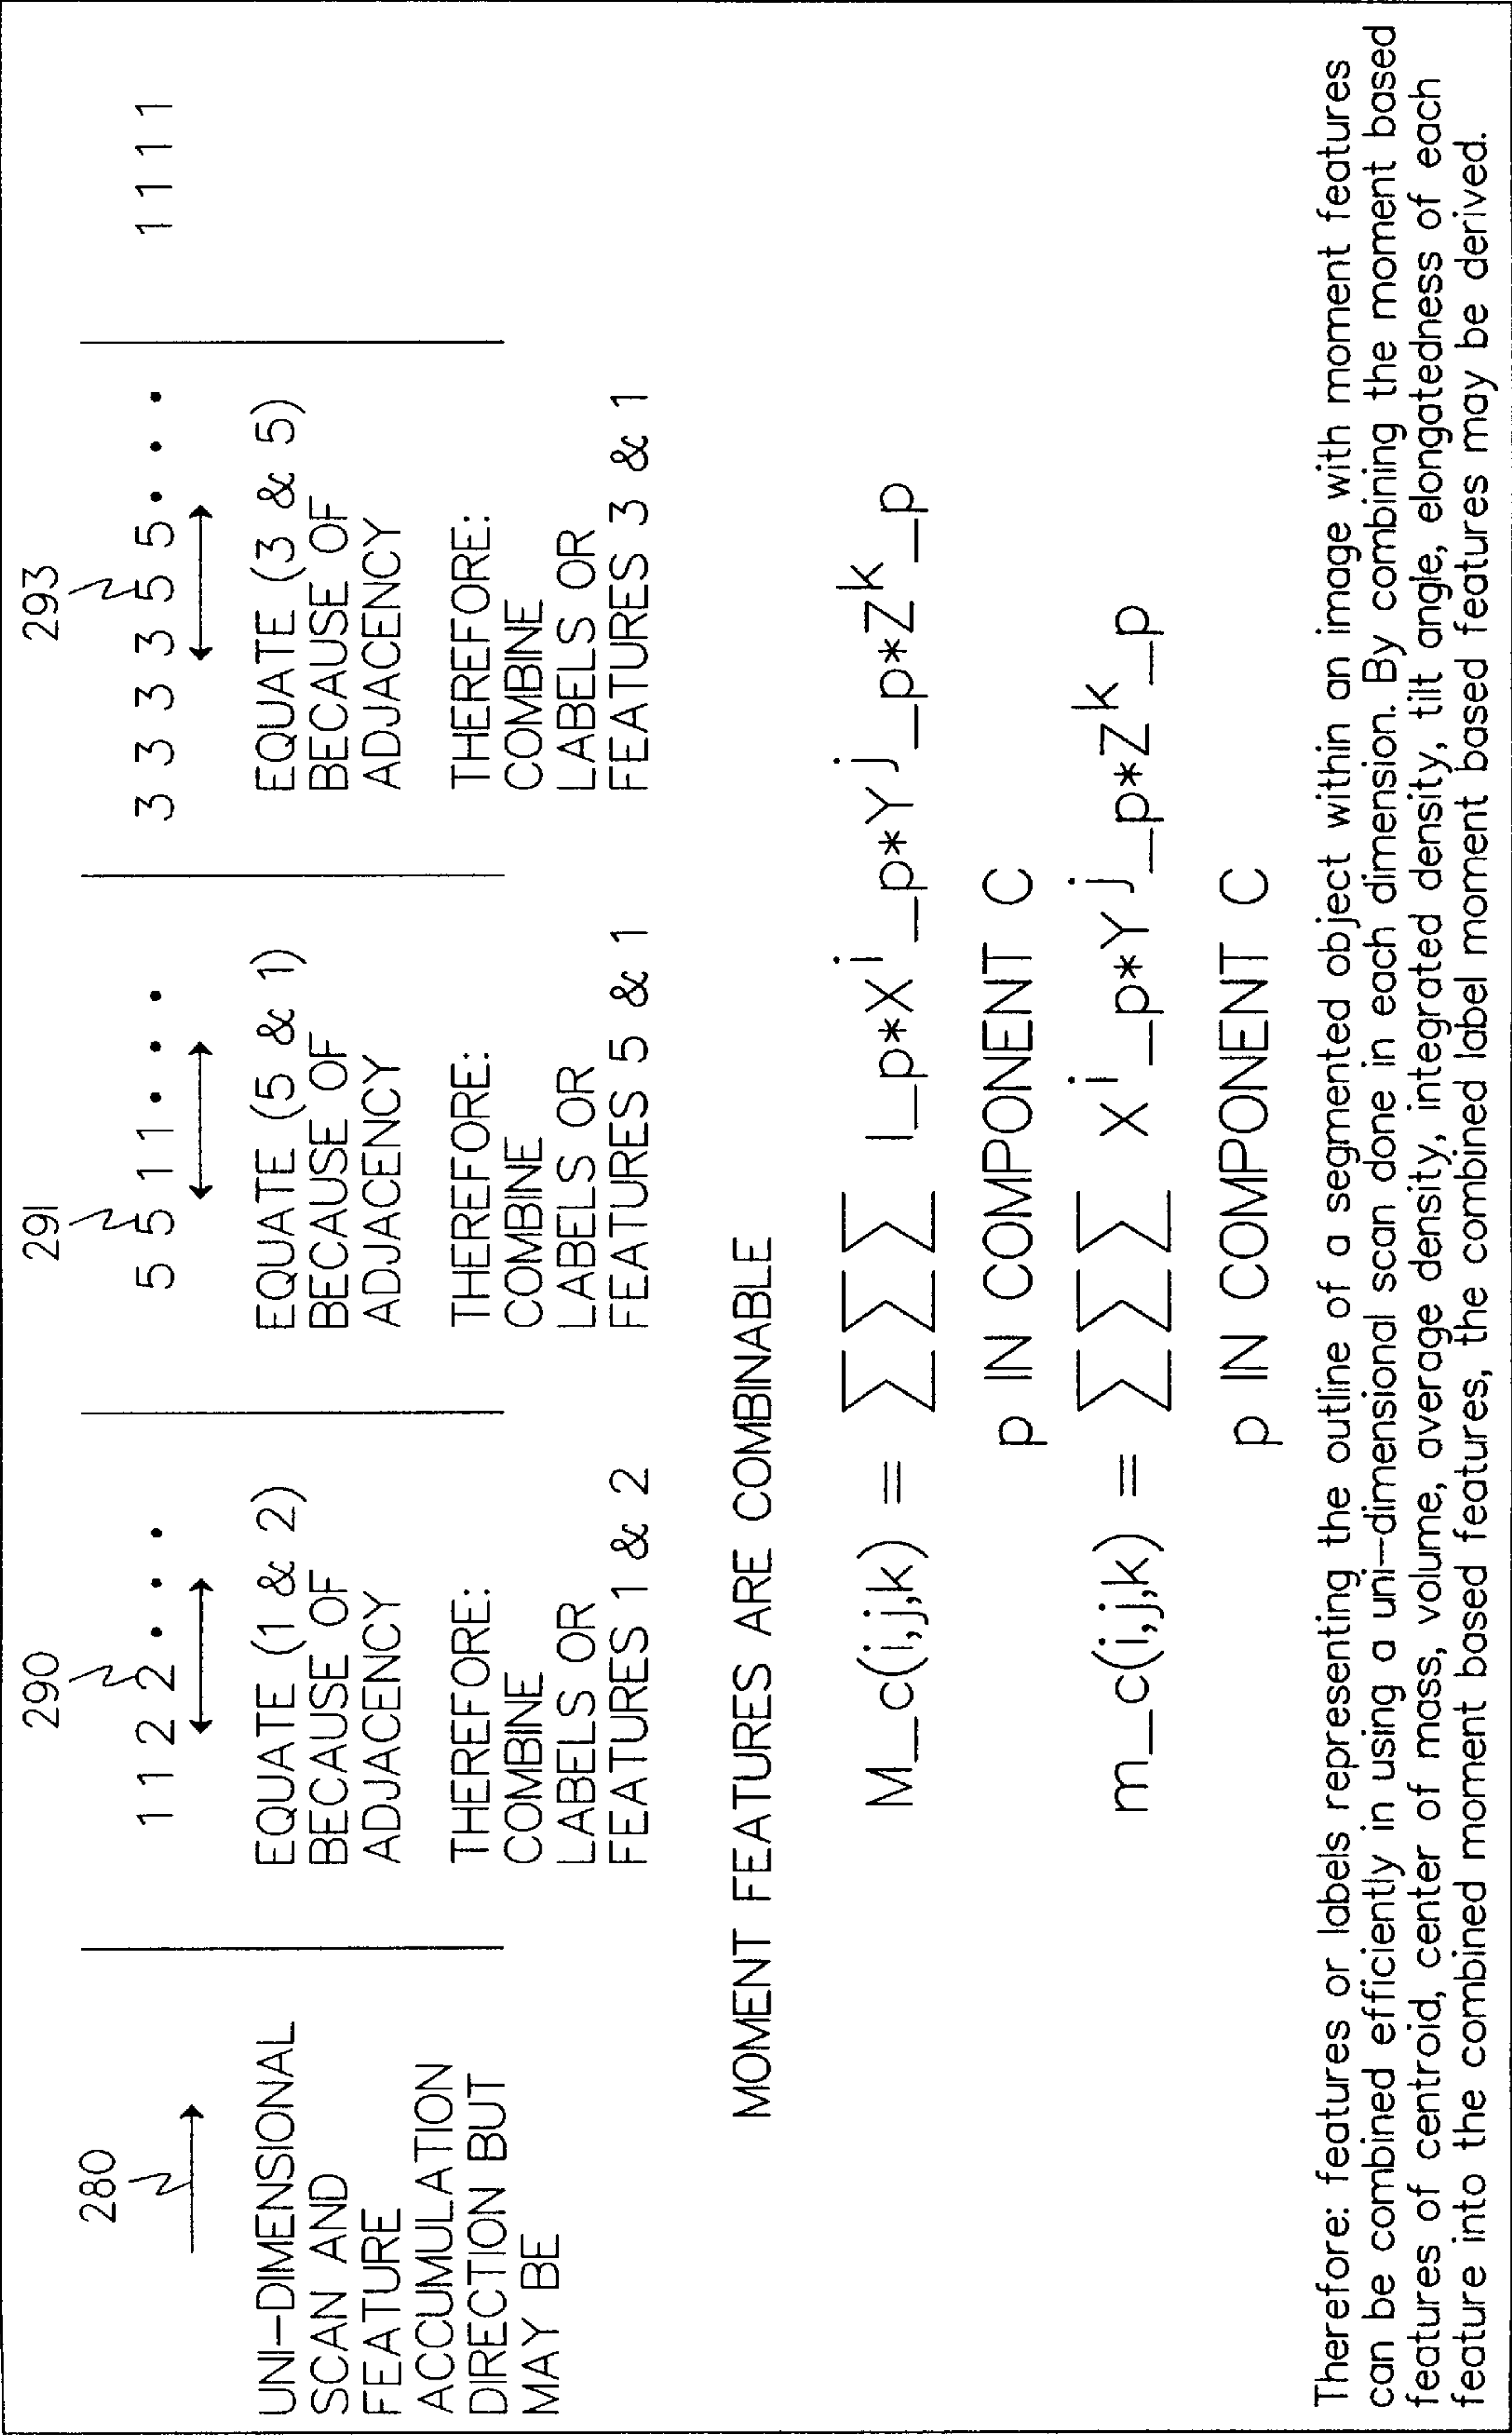 280
UNI-DIMENSIONAL
SCAN AND
FEATURE
ACCUMULATION
DIRECTION BUT
MAY BE
290
1 1 2 2 • • •
EQUATE (1 & 2)
BECAUSE OF
ADJACENCY
THEREFORE:
COMBINE
LABELS OR
FEATURES 1 & 2
291
5 5 1 1 • • •
EQUATE (5 & 1)
BECAUSE OF
ADJACENCY
THEREFORE:
COMBINE
LABELS OR
FEATURES 5 & 1
293
3 3 3 3 5 5 • • •
EQUATE (3 & 5)
BECAUSE OF
ADJACENCY
THEREFORE:
COMBINE
LABELS OR
FEATURES 3 & 1
1 1 1 1
MOMENT FEATURES ARE COMBINABLE
M_c(i,j,k) = ∑∑∑ I_p*X^i_p*Y^j_p*Z^k_p
p IN COMPONENT C
m_c(i,j,k) = ∑∑∑ X^i_p*Y^j_p*Z^k_p
p IN COMPONENT C
Therefore: features or labels representing the outline of a segmented object within an image with moment features
can be combined efficiently in using a uni-dimensional scan done in each dimension. By combining the moment based
features of centroid, center of mass, volume, average density, integrated density, tilt angle, elongatedness of each
feature into the combined moment based features, the combined label moment based features may be derived.